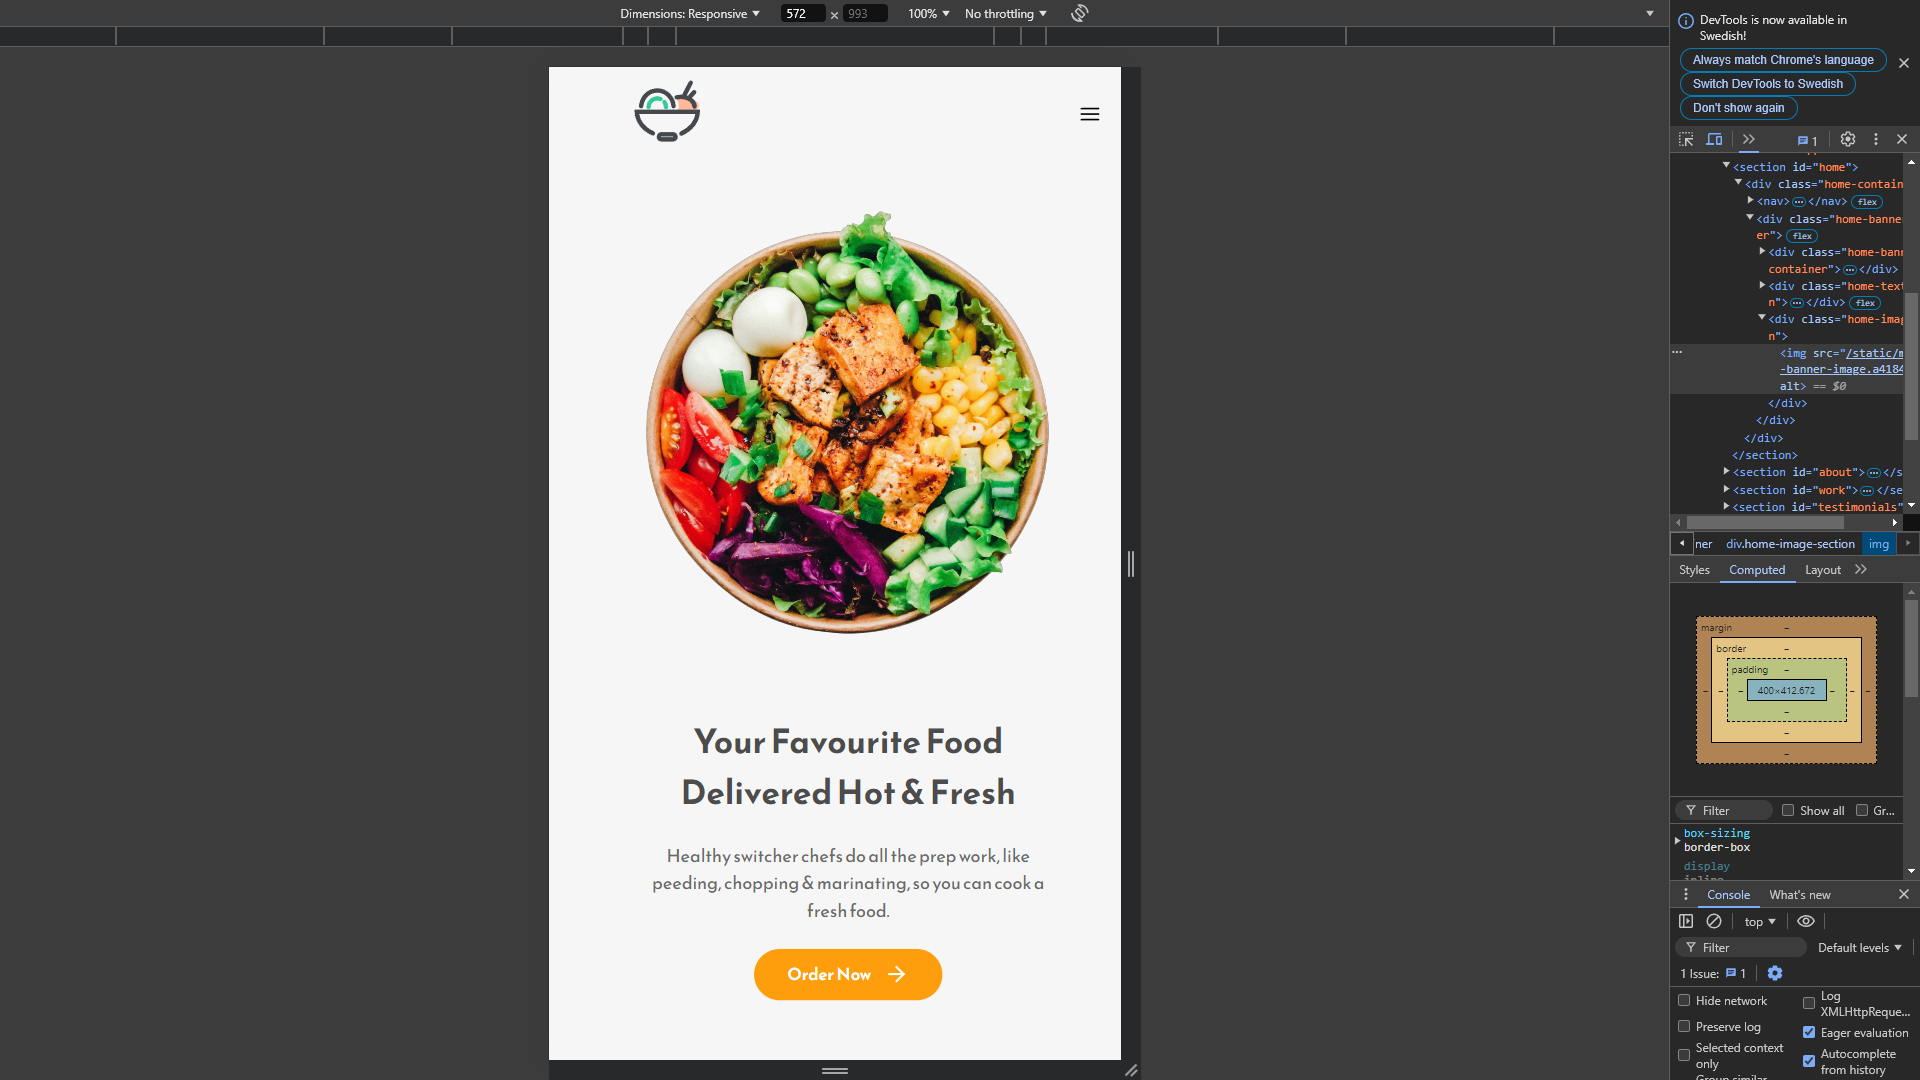 Dimensions: Responsive
572
×
993
100%
No throttling
DevTools is now available in
Swedish!
Always match Chrome's language
Switch DevTools to Swedish
Don't show again
1
<section id="home">
<div class="home-contain
<nav>
</nav>
flex
<div class="home-banne
er">
flex
<div class="home-bann
container">
</div>
<div class="home-text
n">
</div>
flex
<div class="home-imag
n">
<img src="/static/m
-banner-image.a4184
alt> == $0
</div>
</div>
</div>
</section>
<section id="about">
</s
<section id="work">
</se
<section id="testimonials"
ner
div.home-image-section
img
Styles
Computed
Layout
margin
–
border
–
padding
–
–
–
–
400×412.672
–
–
–
–
–
–
Filter
Show all
Gr...
box-sizing
border-box
display
inline
Console
What's new
top
Filter
Default levels
1 Issue:
1
Hide network
Log
XMLHttpReque...
Preserve log
Eager evaluation
Selected context
only
Autocomplete
from history
Group similar
Your Favourite Food
Delivered Hot & Fresh
Healthy switcher chefs do all the prep work, like
peeding, chopping & marinating, so you can cook a
fresh food.
Order Now